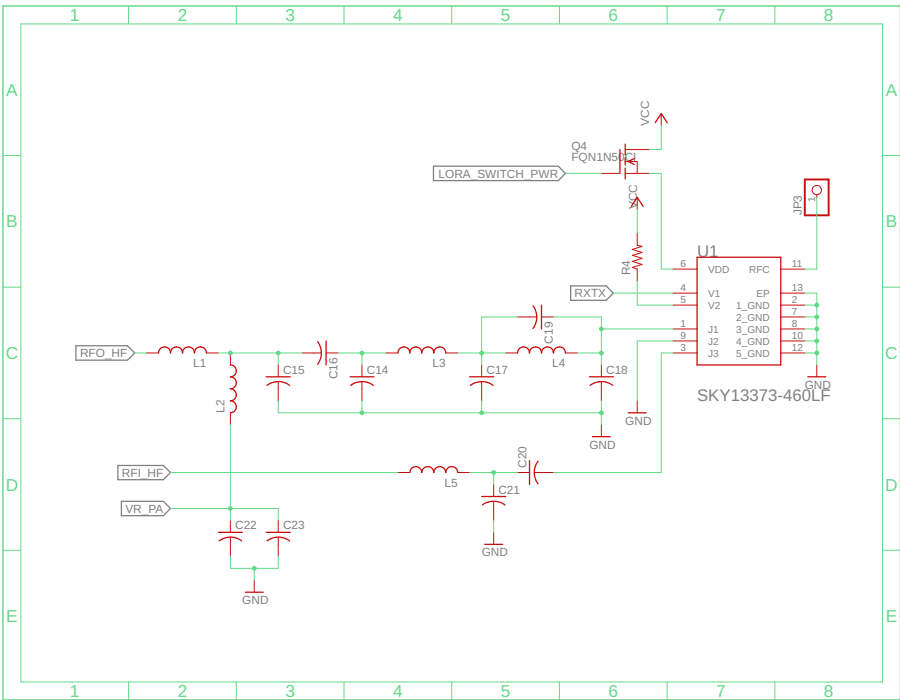 1 2 3 4 5 6 7 8
A A
VCC
Q4
FQN1N50CL
LORA_SWITCH_PWR
VCC
JP3
1
B B
U1
R4
6 VDD RFC 11
RXTX
4 V1 EP 13
5 V2 1_GND 2
2_GND 7
1 J1 3_GND 8
9 J2 4_GND 10
3 J3 5_GND 12
C19
C C
RFO_HF
L1
C16
L3
L4
C15
C14
C17
C18
GND
SKY13373-460LF
L2
GND
GND
C20
RFI_HF
L5
C21
D D
VR_PA
C22
C23
GND
GND
E E
1 2 3 4 5 6 7 8